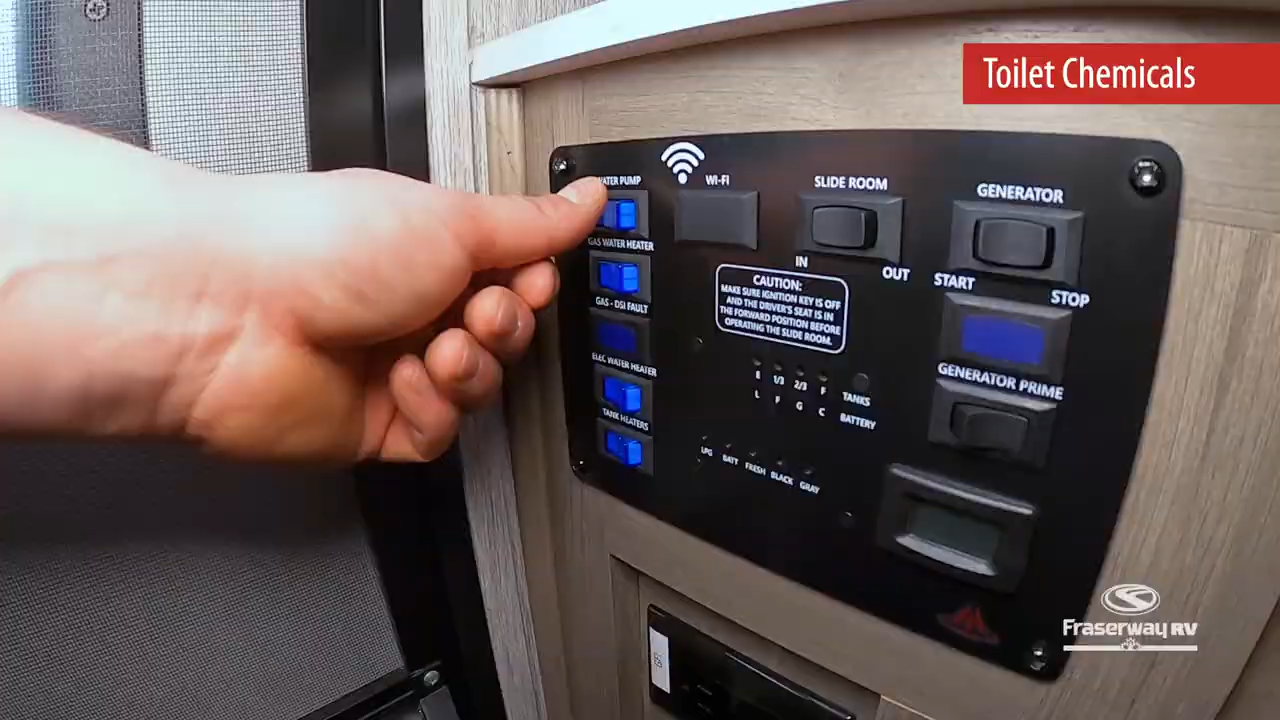 Toilet Chemicals
WATER PUMP
WI-FI
SLIDE ROOM
GENERATOR
GAS WATER HEATER
IN
OUT
START
STOP
CAUTION:
MAKE SURE IGNITION KEY IS OFF
AND THE DRIVER'S SEAT IS IN
THE FORWARD POSITION BEFORE
OPERATING THE SLIDE ROOM.
GAS - DSI FAULT
ELEC WATER HEATER
E 1/3 2/3 F TANKS
L F G C BATTERY
GENERATOR PRIME
TANK HEATERS
LPG BATT FRESH BLACK GRAY
Fraserway RV